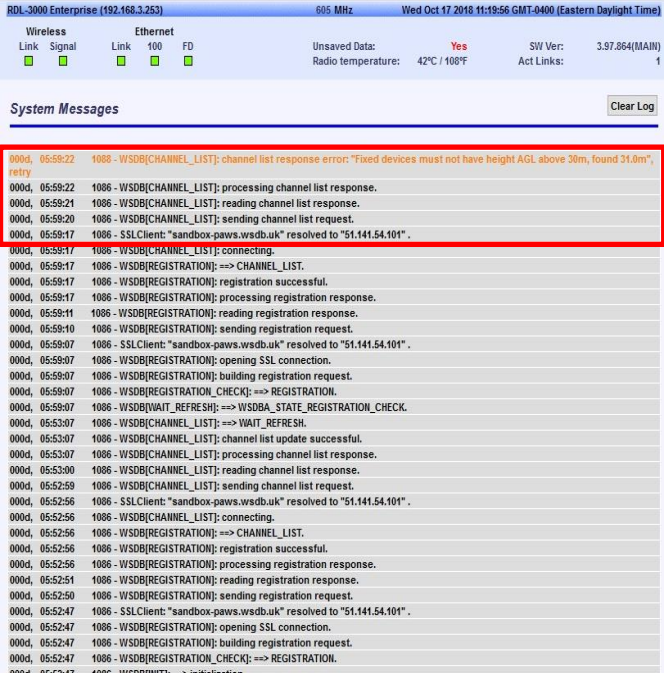 RDL-3000 Enterprise (192.168.3.253) 605 MHz Wed Oct 17 2018 11:19:56 GMT-0400 (Eastern Daylight Time)
Wireless Ethernet
Link Signal Link 100 FD Unsaved Data: Yes SW Ver: 3.97.864(MAIN)
Radio temperature: 42ºC / 108ºF Act Links: 1
System Messages Clear Log
000d, 05:59:22 1088 - WSDB[CHANNEL_LIST]: channel list response error: "Fixed devices must not have height AGL above 30m, found 31.0m",
retry
000d, 05:59:22 1086 - WSDB[CHANNEL_LIST]: processing channel list response.
000d, 05:59:21 1086 - WSDB[CHANNEL_LIST]: reading channel list response.
000d, 05:59:20 1086 - WSDB[CHANNEL_LIST]: sending channel list request.
000d, 05:59:17 1086 - SSLClient: "sandbox-paws.wsdb.uk" resolved to "51.141.54.101" .
000d, 05:59:17 1086 - WSDB[CHANNEL_LIST]: connecting.
000d, 05:59:17 1086 - WSDB[REGISTRATION]: ==> CHANNEL_LIST.
000d, 05:59:17 1086 - WSDB[REGISTRATION]: registration successful.
000d, 05:59:17 1086 - WSDB[REGISTRATION]: processing registration response.
000d, 05:59:11 1086 - WSDB[REGISTRATION]: reading registration response.
000d, 05:59:10 1086 - WSDB[REGISTRATION]: sending registration request.
000d, 05:59:07 1086 - SSLClient: "sandbox-paws.wsdb.uk" resolved to "51.141.54.101" .
000d, 05:59:07 1086 - WSDB[REGISTRATION]: opening SSL connection.
000d, 05:59:07 1086 - WSDB[REGISTRATION]: building registration request.
000d, 05:59:07 1086 - WSDB[REGISTRATION_CHECK]: ==> REGISTRATION.
000d, 05:59:07 1086 - WSDB[WAIT_REFRESH]: ==> WSDBA_STATE_REGISTRATION_CHECK.
000d, 05:53:07 1086 - WSDB[CHANNEL_LIST]: ==> WAIT_REFRESH.
000d, 05:53:07 1086 - WSDB[CHANNEL_LIST]: channel list update successful.
000d, 05:53:07 1086 - WSDB[CHANNEL_LIST]: processing channel list response.
000d, 05:53:00 1086 - WSDB[CHANNEL_LIST]: reading channel list response.
000d, 05:52:59 1086 - WSDB[CHANNEL_LIST]: sending channel list request.
000d, 05:52:56 1086 - SSLClient: "sandbox-paws.wsdb.uk" resolved to "51.141.54.101" .
000d, 05:52:56 1086 - WSDB[CHANNEL_LIST]: connecting.
000d, 05:52:56 1086 - WSDB[REGISTRATION]: ==> CHANNEL_LIST.
000d, 05:52:56 1086 - WSDB[REGISTRATION]: registration successful.
000d, 05:52:56 1086 - WSDB[REGISTRATION]: processing registration response.
000d, 05:52:51 1086 - WSDB[REGISTRATION]: reading registration response.
000d, 05:52:50 1086 - WSDB[REGISTRATION]: sending registration request.
000d, 05:52:47 1086 - SSLClient: "sandbox-paws.wsdb.uk" resolved to "51.141.54.101" .
000d, 05:52:47 1086 - WSDB[REGISTRATION]: opening SSL connection.
000d, 05:52:47 1086 - WSDB[REGISTRATION]: building registration request.
000d, 05:52:47 1086 - WSDB[REGISTRATION_CHECK]: ==> REGISTRATION.